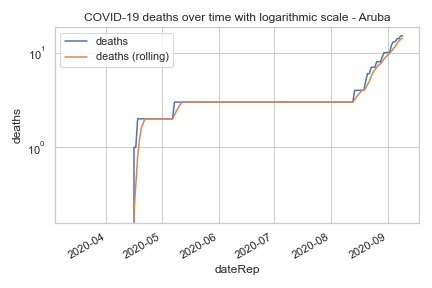 COVID-19 deaths over time with logarithmic scale - Aruba
deaths
deaths (rolling)
10¹
10⁰
deaths
2020-04
2020-05
2020-06
2020-07
2020-08
2020-09
dateRep